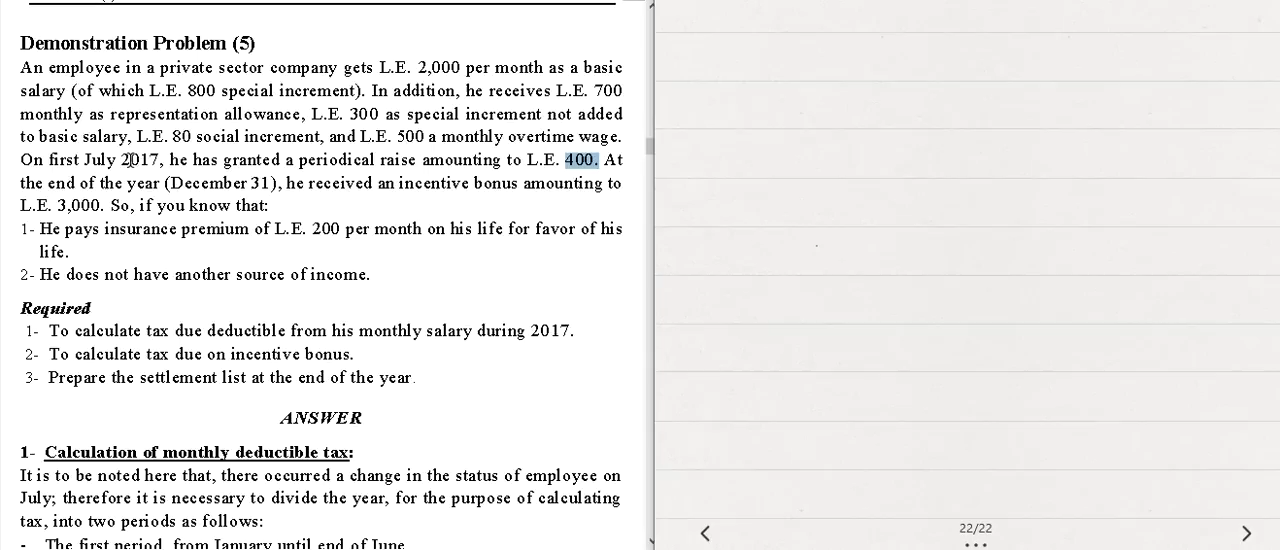 Demonstration Problem (5)
An employee in a private sector company gets L.E. 2,000 per month as a basic
salary (of which L.E. 800 special increment). In addition, he receives L.E. 700
monthly as representation allowance, L.E. 300 as special increment not added
to basic salary, L.E. 80 social increment, and L.E. 500 a monthly overtime wage.
On first July 2017, he has granted a periodical raise amounting to L.E. 400. At
the end of the year (December 31), he received an incentive bonus amounting to
L.E. 3,000. So, if you know that:
1- He pays insurance premium of L.E. 200 per month on his life for favor of his
life.
2- He does not have another source of income.
Required
1- To calculate tax due deductible from his monthly salary during 2017.
2- To calculate tax due on incentive bonus.
3- Prepare the settlement list at the end of the year.
ANSWER
1- Calculation of monthly deductible tax:
It is to be noted here that, there occurred a change in the status of employee on
July; therefore it is necessary to divide the year, for the purpose of calculating
tax, into two periods as follows:
- The first period, from January until end of June
22/22